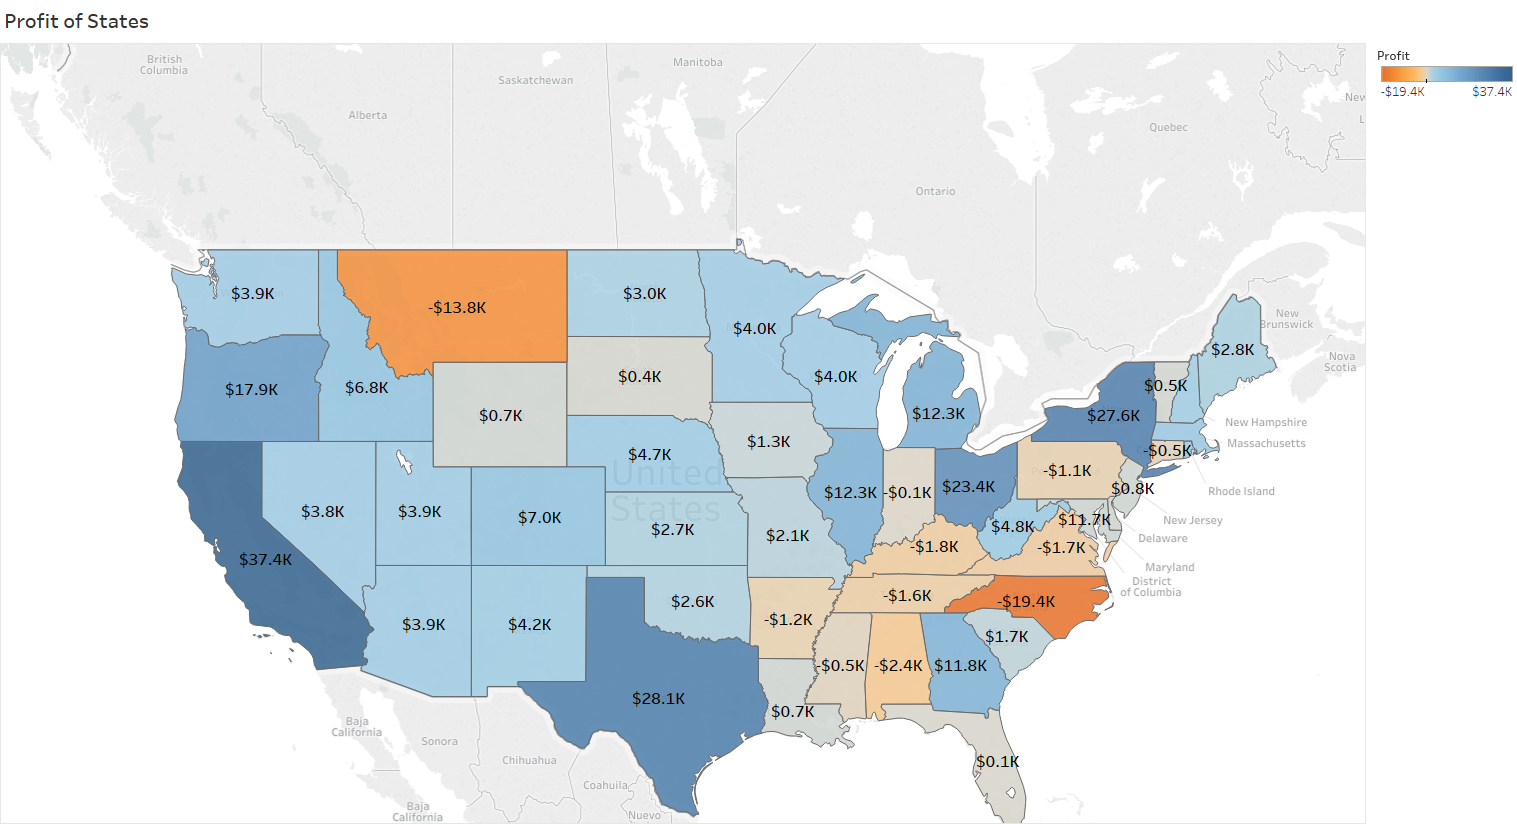 Profit of States
Profit
-$19.4K
$37.4K
British
Columbia
Alberta
Saskatchewan
Manitoba
Ontario
Quebec
New
L
New
Brunswick
Nova
Scotia
$3.9K
-$13.8K
$3.0K
$4.0K
$2.8K
$17.9K
$6.8K
$0.7K
$0.4K
$4.0K
$12.3K
$27.6K
$0.5K
New Hampshire
Massachusetts
-$0.5K
Rhode Island
$1.3K
$4.7K
United
States
$12.3K
-$0.1K
$23.4K
-$1.1K
$0.8K
New Jersey
Delaware
Maryland
District
of Columbia
$37.4K
$3.8K
$3.9K
$7.0K
$2.7K
$2.1K
-$1.8K
$4.8K
$11.7K
-$1.7K
$3.9K
$4.2K
$2.6K
-$1.2K
-$1.6K
-$19.4K
$1.7K
$28.1K
$0.7K
-$0.5K
-$2.4K
$11.8K
$0.1K
Baja
California
Sonora
Chihuahua
Coahuila
Baja
California
Nuevo